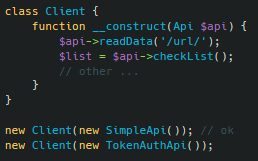 class Client {
    function __construct(Api $api) {
        $api->readData('/url/');
        $list = $api->checkList();
        // other ...
    }
}

new Client(new SimpleApi()); // ok
new Client(new TokenAuthApi());